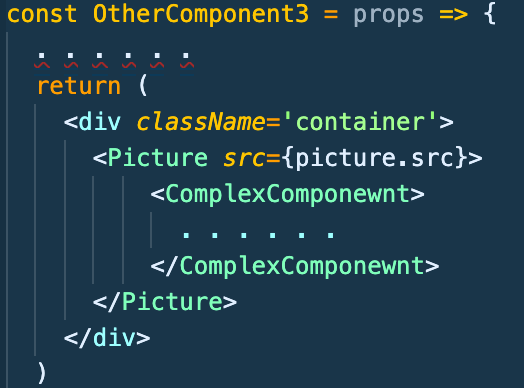 const OtherComponent3 = props => {
. . . . . .
return (
<div className='container'>
<Picture src={picture.src}>
<ComplexComponewnt>
. . . . . .
</ComplexComponewnt>
</Picture>
</div>
)